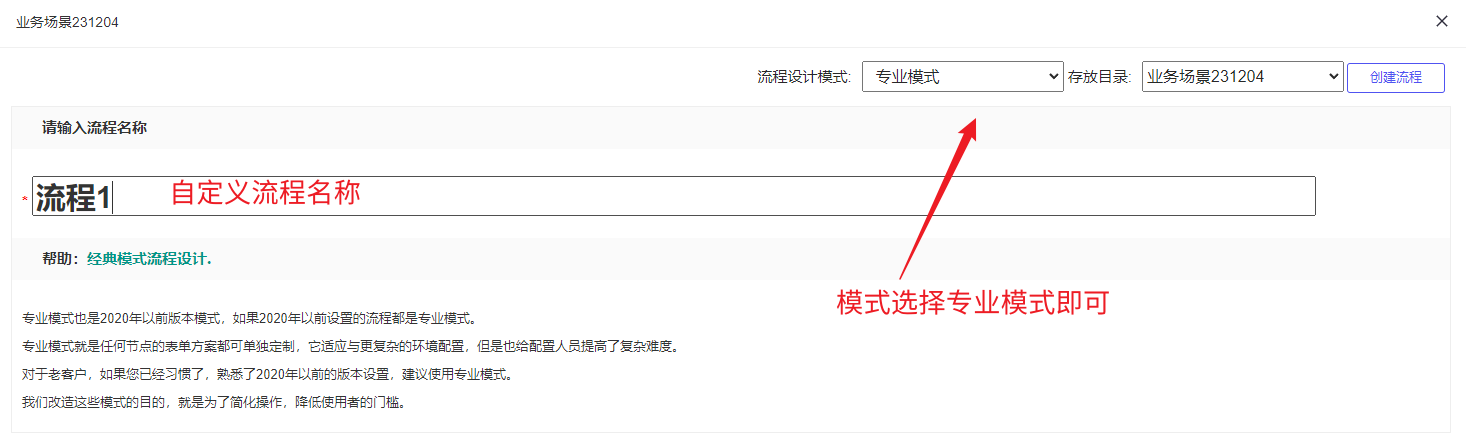 业务场景231204
流程设计模式: 专业模式 存放目录: 业务场景231204 创建流程
请输入流程名称
* 流程1 自定义流程名称
帮助：经典模式流程设计.
模式选择专业模式即可
专业模式也是2020年以前版本模式，如果2020年以前设置的流程都是专业模式。
专业模式就是任何节点的表单方案都可单独定制，它适应与更复杂的环境配置，但是也给配置人员提高了复杂难度。
对于老客户，如果您已经习惯了，熟悉了2020年以前的版本设置，建议使用专业模式。
我们改造这些模式的目的，就是为了简化操作，降低使用者的门槛。